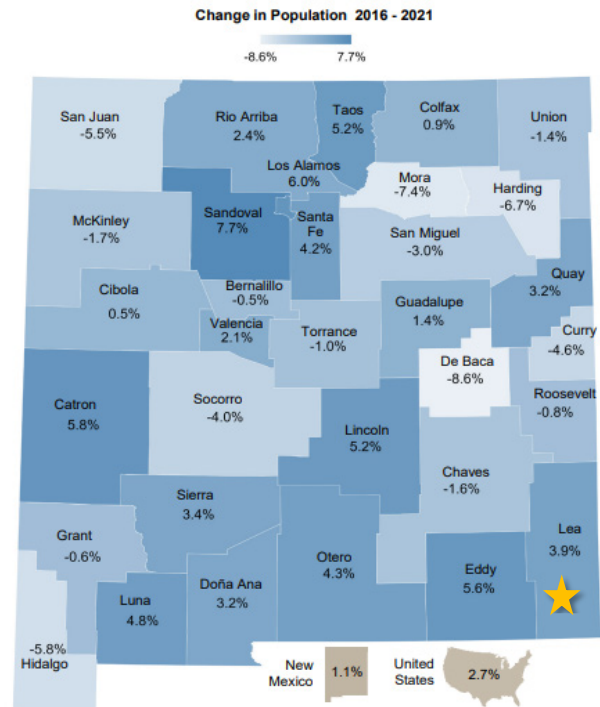 Change in Population 2016 - 2021
-8.6%
7.7%
San Juan
-5.5%
Rio Arriba
2.4%
Taos
5.2%
Colfax
0.9%
Union
-1.4%
Los Alamos
6.0%
Mora
-7.4%
Harding
-6.7%
McKinley
-1.7%
Sandoval
7.7%
Santa
Fe
4.2%
San Miguel
-3.0%
Quay
3.2%
Cibola
0.5%
Bernalillo
-0.5%
Valencia
2.1%
Torrance
-1.0%
Guadalupe
1.4%
Curry
-4.6%
De Baca
-8.6%
Roosevelt
-0.8%
Catron
5.8%
Socorro
-4.0%
Lincoln
5.2%
Chaves
-1.6%
Sierra
3.4%
Lea
3.9%
Grant
-0.6%
Otero
4.3%
Eddy
5.6%
Doña Ana
3.2%
Luna
4.8%
-5.8%
Hidalgo
New
Mexico
1.1%
United
States
2.7%